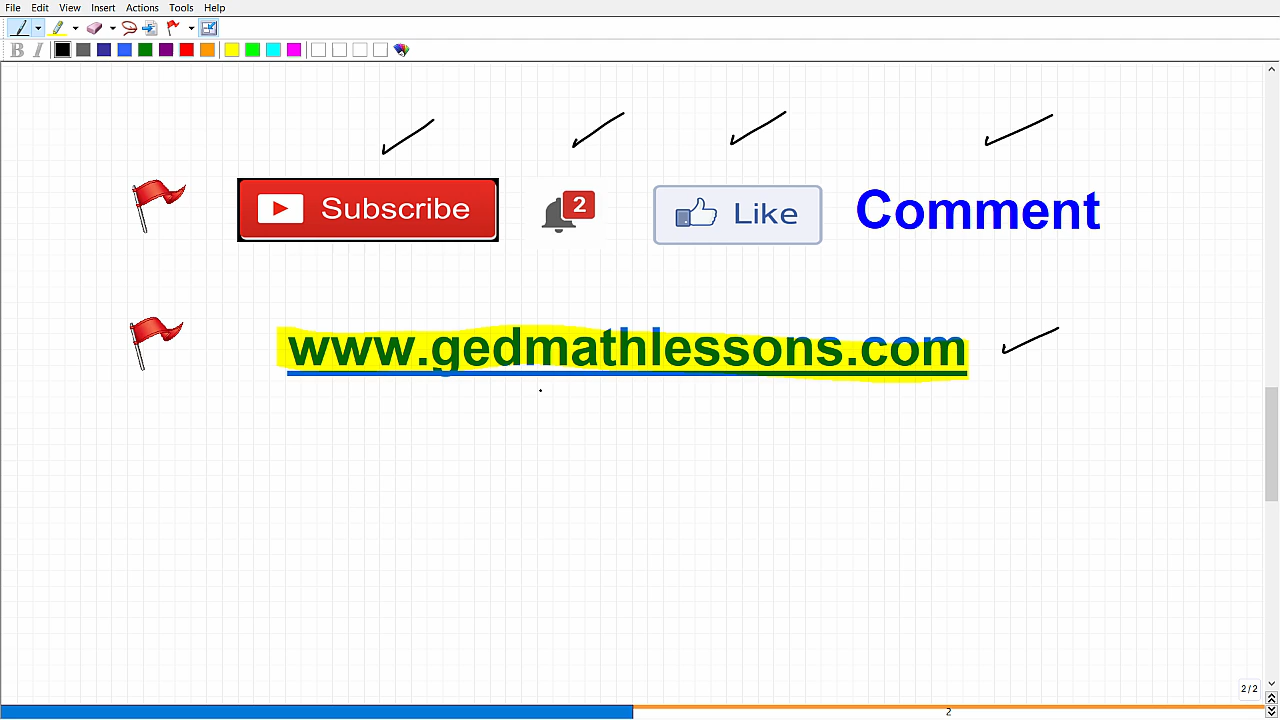 File Edit View Insert Actions Tools Help
B I
Subscribe 2 Like Comment
www.gedmathlessons.com
2/2
2